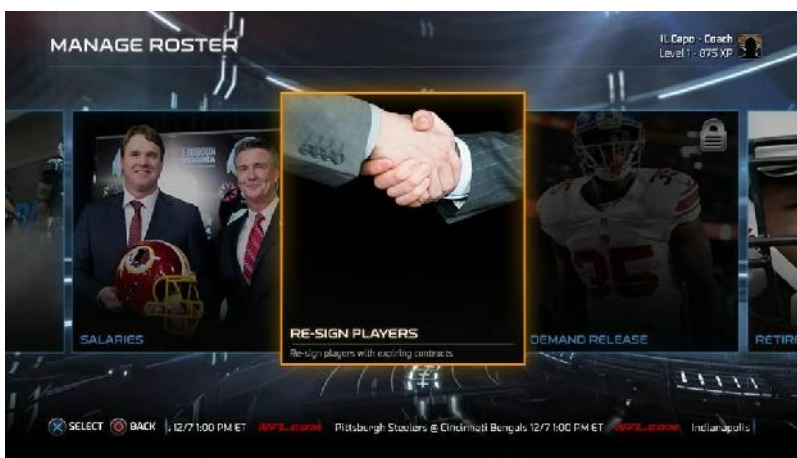 MANAGE ROSTER
IL Capo - Coach
Level 1 - 875 XP
SALARIES
RE-SIGN PLAYERS
Re-sign players with expiring contracts
DEMAND RELEASE
RETIR
SELECT BACK 12/7 1:00 PM ET NFL.COM Pittsburgh Steelers @ Cincinnati Bengals 12/7 1:00 PM ET NFL.COM Indianapolis
35